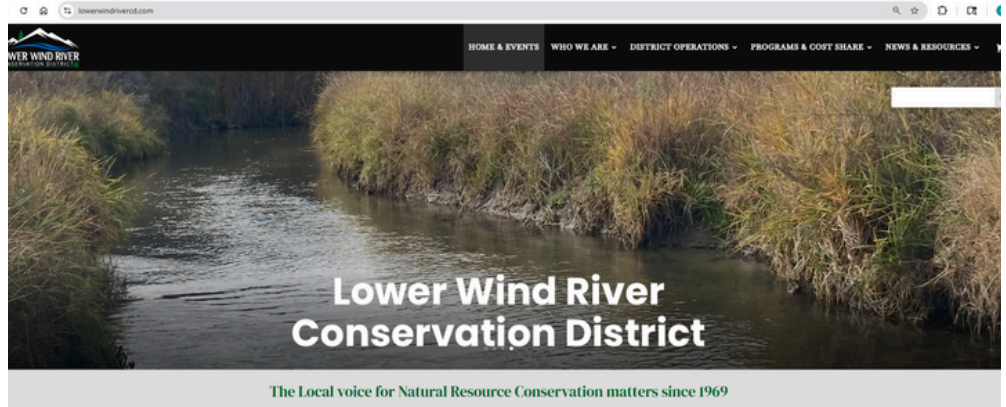 lowerwindrivercd.com
WER WIND RIVER
HOME & EVENTS WHO WE ARE DISTRICT OPERATIONS PROGRAMS & COST SHARE NEWS & RESOURCES
Lower Wind River
Conservation District
The Local voice for Natural Resource Conservation matters since 1969